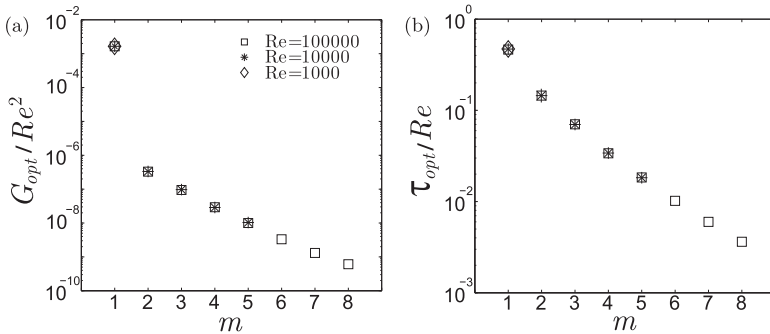 (a)
10^-2
10^-4
10^-6
10^-8
10^-10
G_opt/Re^2
□ Re=100000
* Re=10000
◇ Re=1000
1 2 3 4 5 6 7 8
m
(b)
10^0
10^-1
10^-2
10^-3
τ_opt/Re
1 2 3 4 5 6 7 8
m